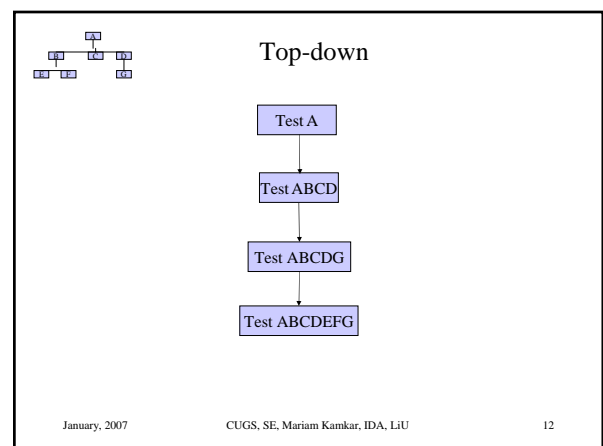 Top-down
A
B C D
E F G
Test A
Test ABCD
Test ABCDG
Test ABCDEFG
January, 2007 CUGS, SE, Mariam Kamkar, IDA, LiU 12